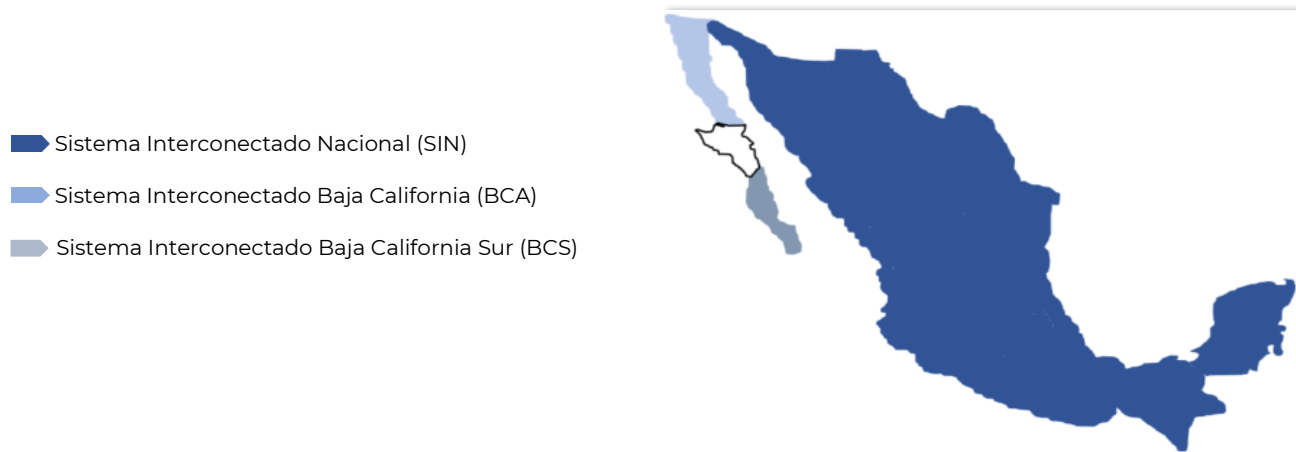 Sistema Interconectado Nacional (SIN)
Sistema Interconectado Baja California (BCA)
Sistema Interconectado Baja California Sur (BCS)